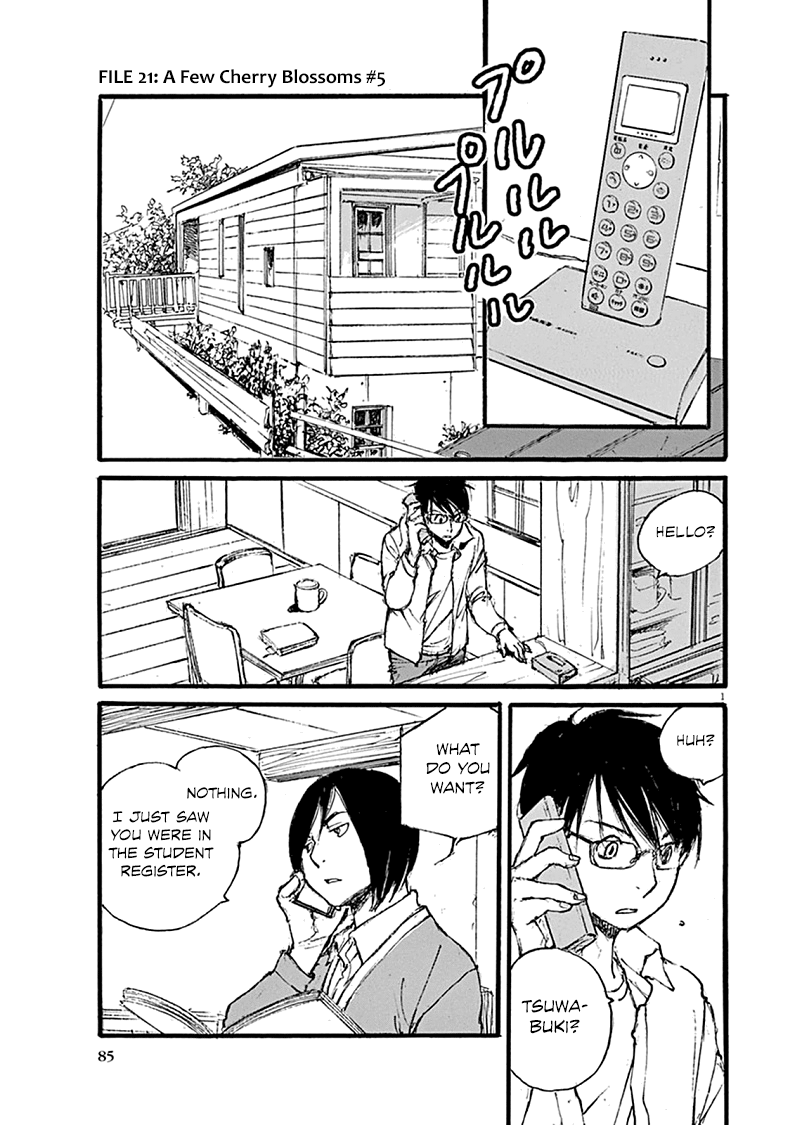 FILE 21: A Few Cherry Blossoms #5
プルルルル
プルルルル
HELLO?
1
HUH?
TSUWA-
BUKI?
WHAT
DO YOU
WANT?
NOTHING.
I JUST SAW
YOU WERE IN
THE STUDENT
REGISTER.
85